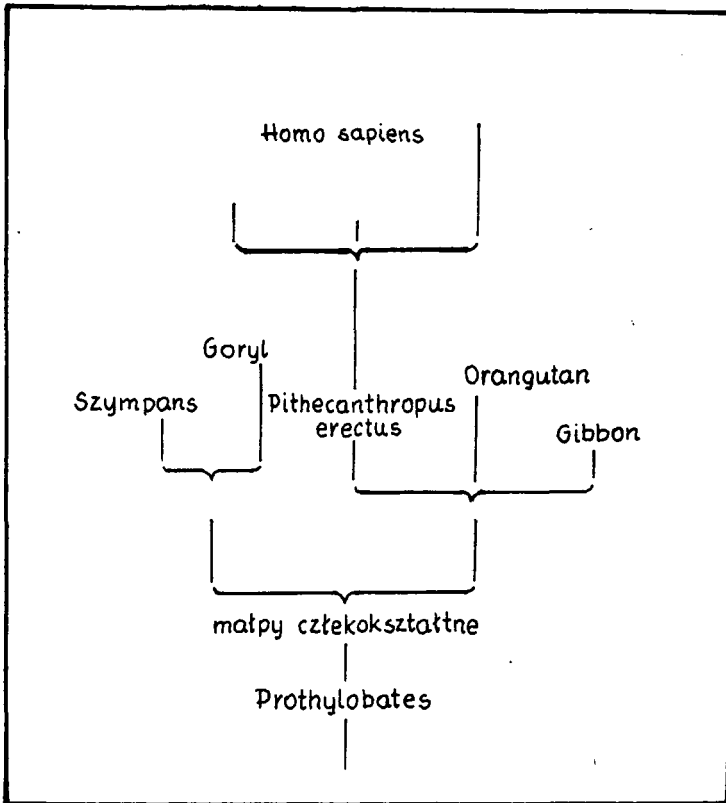 Homo sapiens
Goryl
Szympans
Pithecanthropus
erectus
Orangutan
Gibbon
małpy człekokształtne
Prothylobates